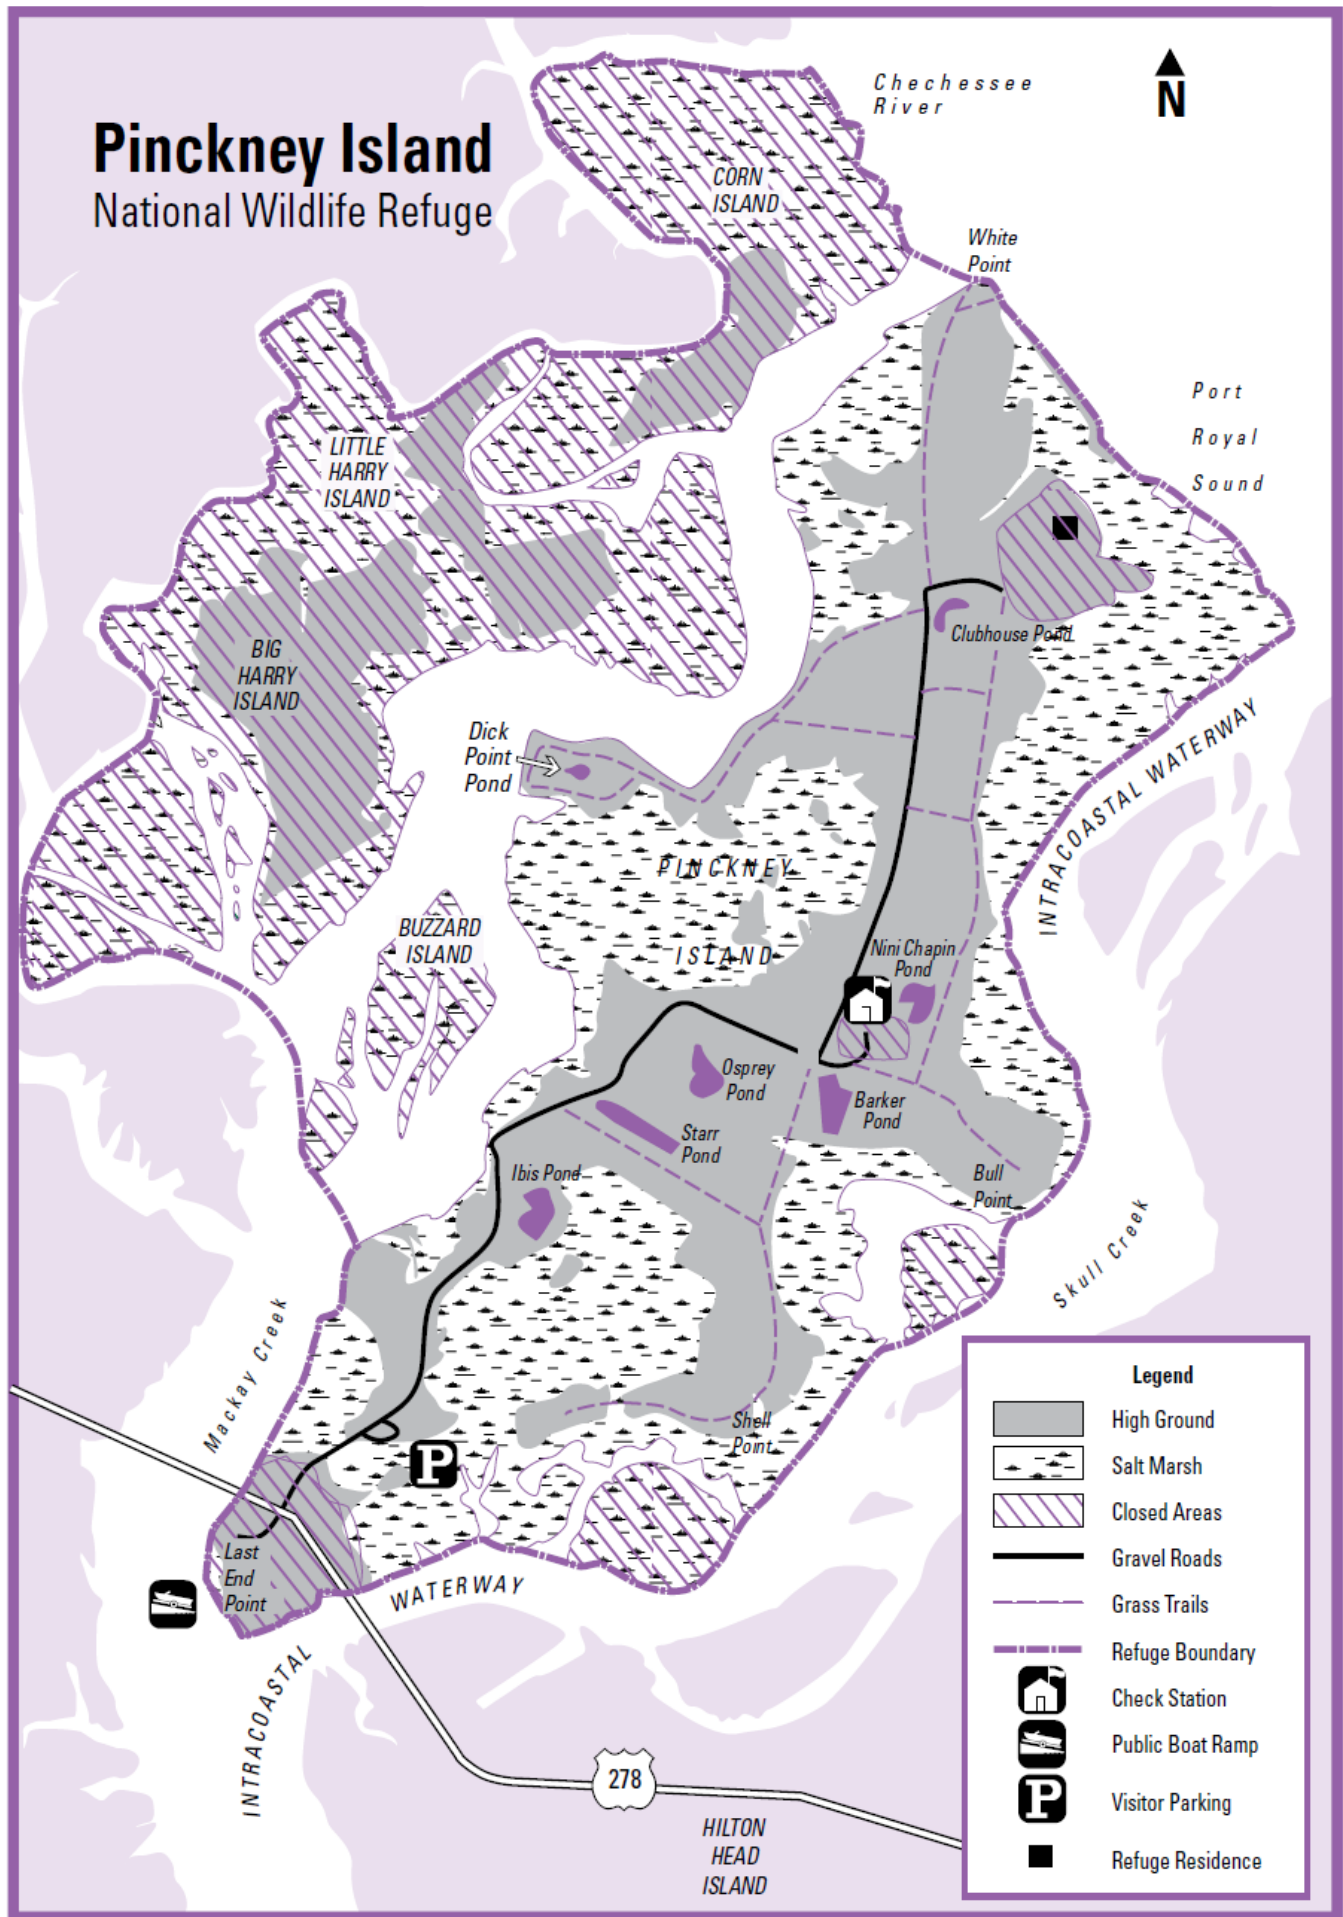 Pinckney Island
National Wildlife Refuge
Chechessee
River
N
CORN
ISLAND
White
Point
Port
Royal
Sound
LITTLE
HARRY
ISLAND
BIG
HARRY
ISLAND
Clubhouse Pond
Dick
Point
Pond
INTRACOASTAL WATERWAY
PINCKNEY
ISLAND
BUZZARD
ISLAND
Nini Chapin
Pond
Osprey
Pond
Barker
Pond
Starr
Pond
Ibis Pond
Bull
Point
Skull Creek
Mackay Creek
Shell
Point
P
Last
End
Point
WATERWAY
INTRACOASTAL
278
HILTON
HEAD
ISLAND
Legend
High Ground
Salt Marsh
Closed Areas
Gravel Roads
Grass Trails
Refuge Boundary
Check Station
Public Boat Ramp
P
Visitor Parking
Refuge Residence